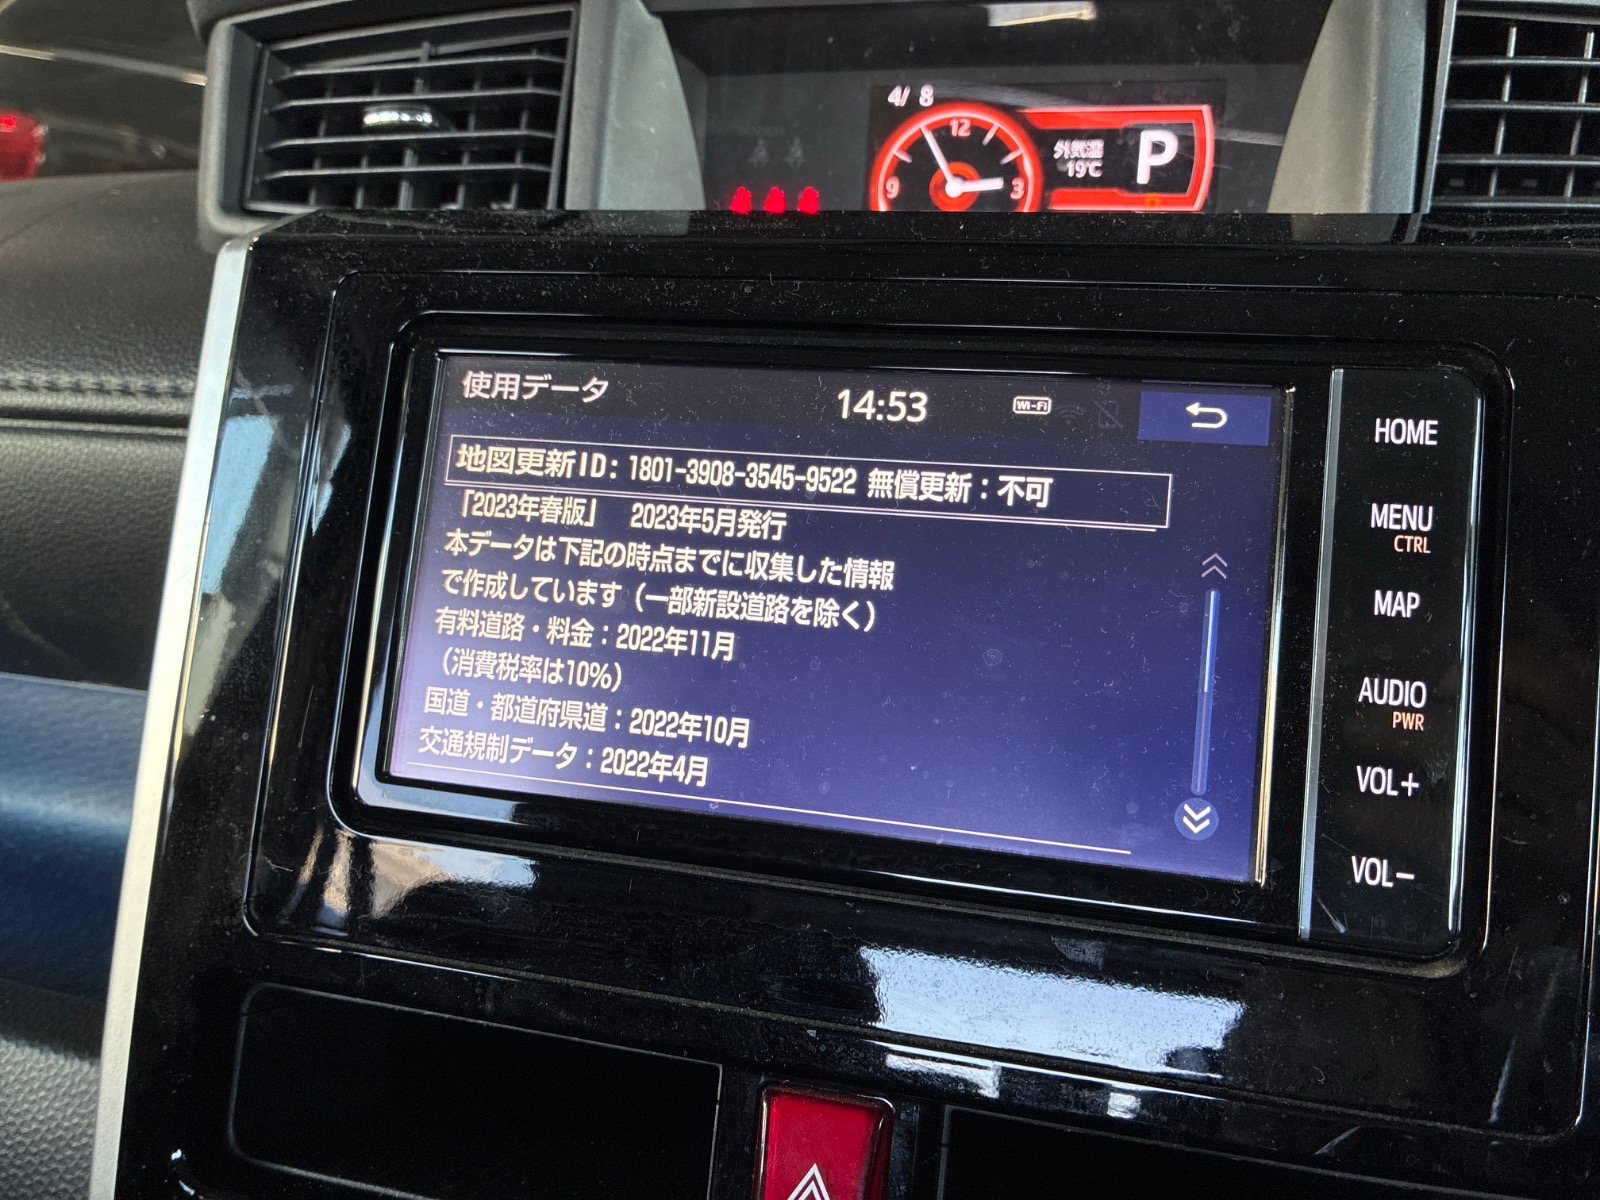 4/ 8
12
9
3
外気温
19℃
P
使用データ
14:53
Wi-Fi
地図更新ID: 1801-3908-3545-9522 無償更新：不可
「2023年春版」 2023年5月発行
本データは下記の時点までに収集した情報
で作成しています（一部新設道路を除く）
有料道路・料金：2022年11月
（消費税率は10%）
国道・都道府県道：2022年10月
交通規制データ：2022年4月
HOME
MENU
CTRL
MAP
AUDIO
PWR
VOL+
VOL-